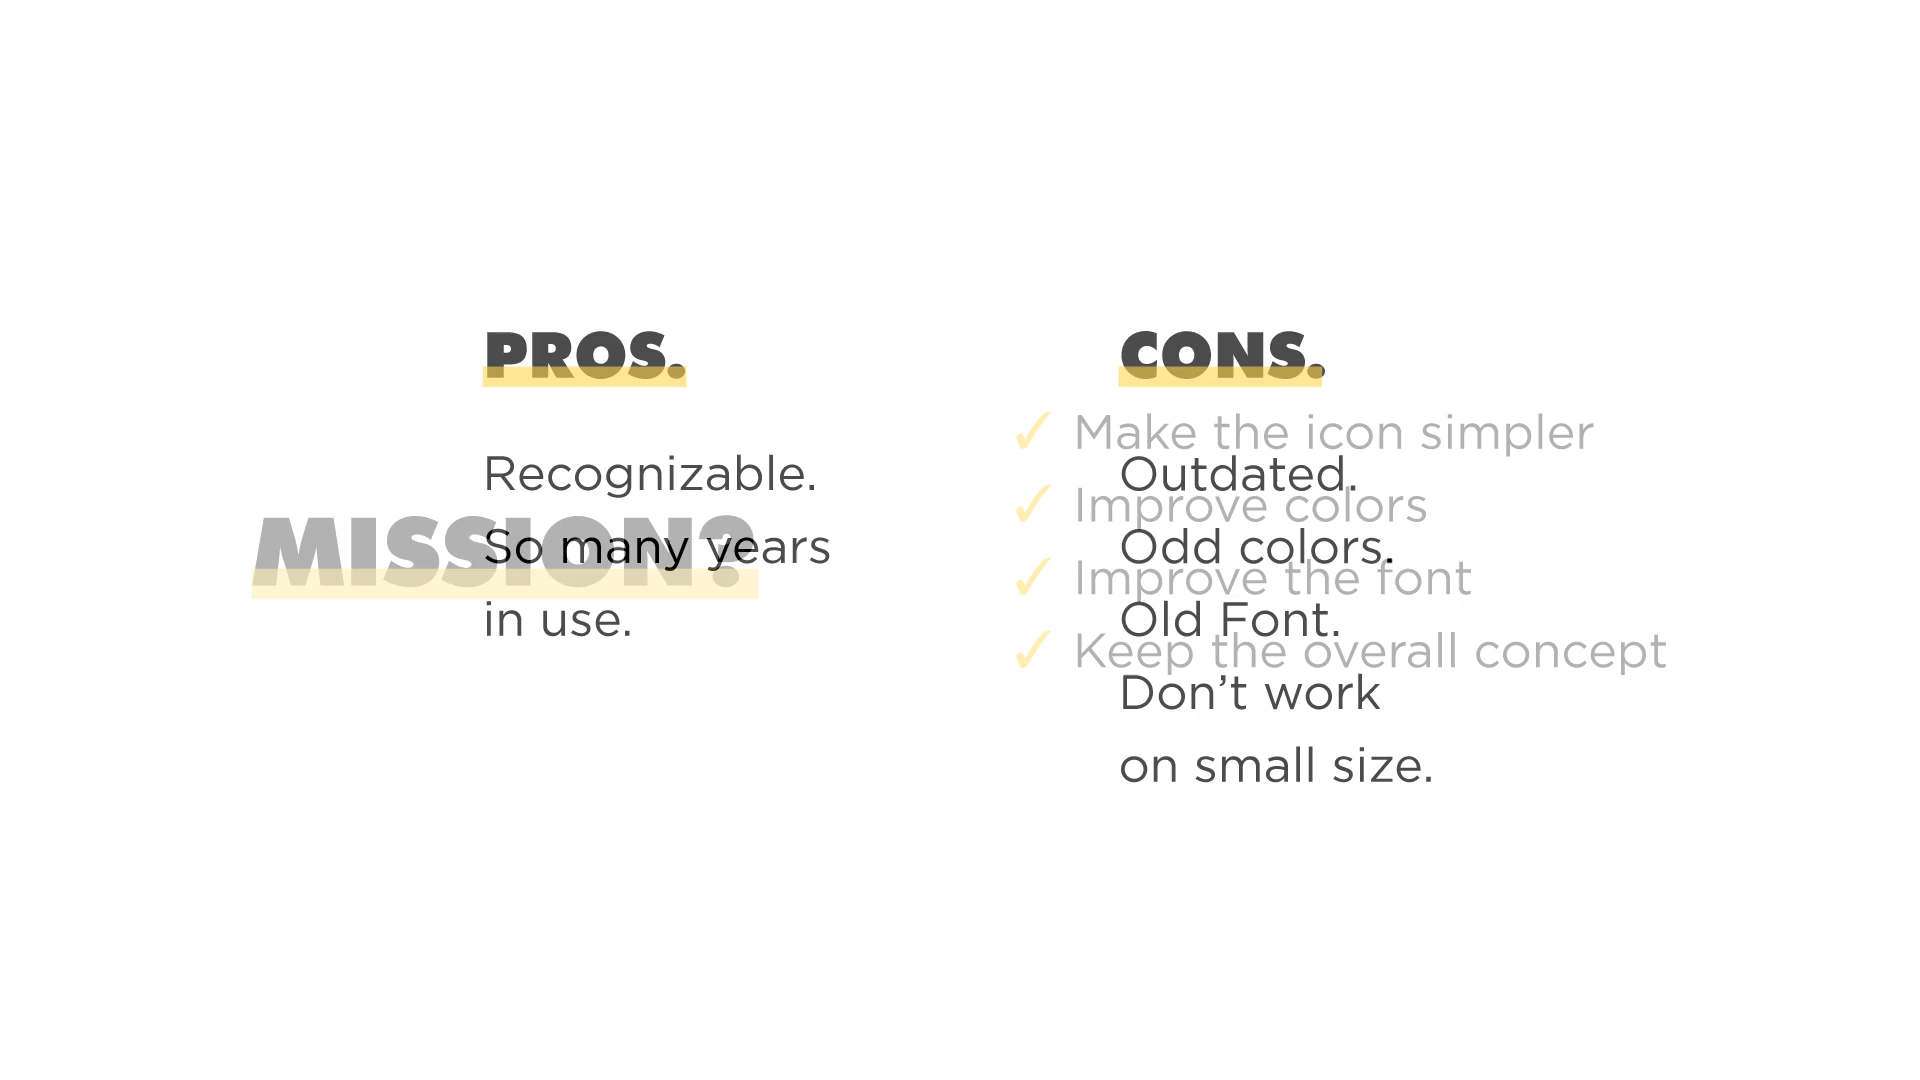 PROS.
Recognizable.
So many years
in use.
CONS.
Outdated.
Odd colors.
Old Font.
Don’t work
on small size.
MISSION?
✓ Make the icon simpler
✓ Improve colors
✓ Improve the font
✓ Keep the overall concept